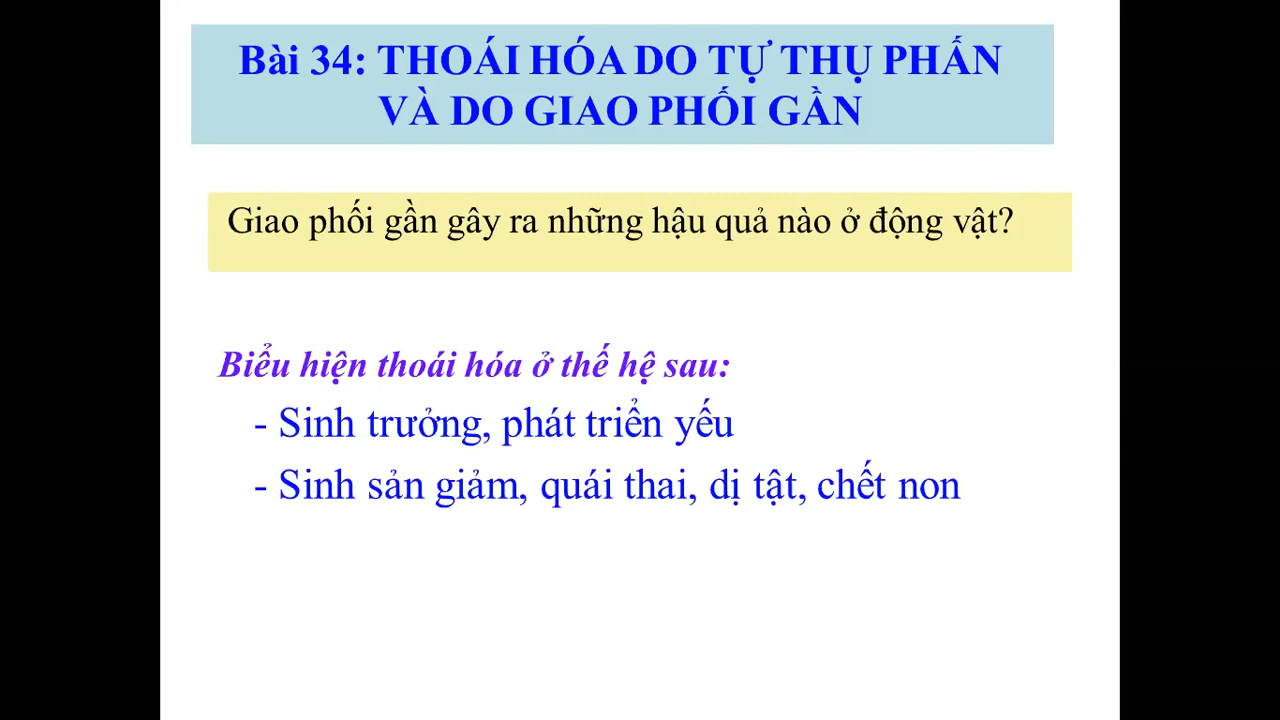 Bài 34: THOÁI HÓA DO TỰ THỤ PHẤN
VÀ DO GIAO PHỐI GẦN
Giao phối gần gây ra những hậu quả nào ở động vật?
Biểu hiện thoái hóa ở thế hệ sau:
- Sinh trưởng, phát triển yếu
- Sinh sản giảm, quái thai, dị tật, chết non